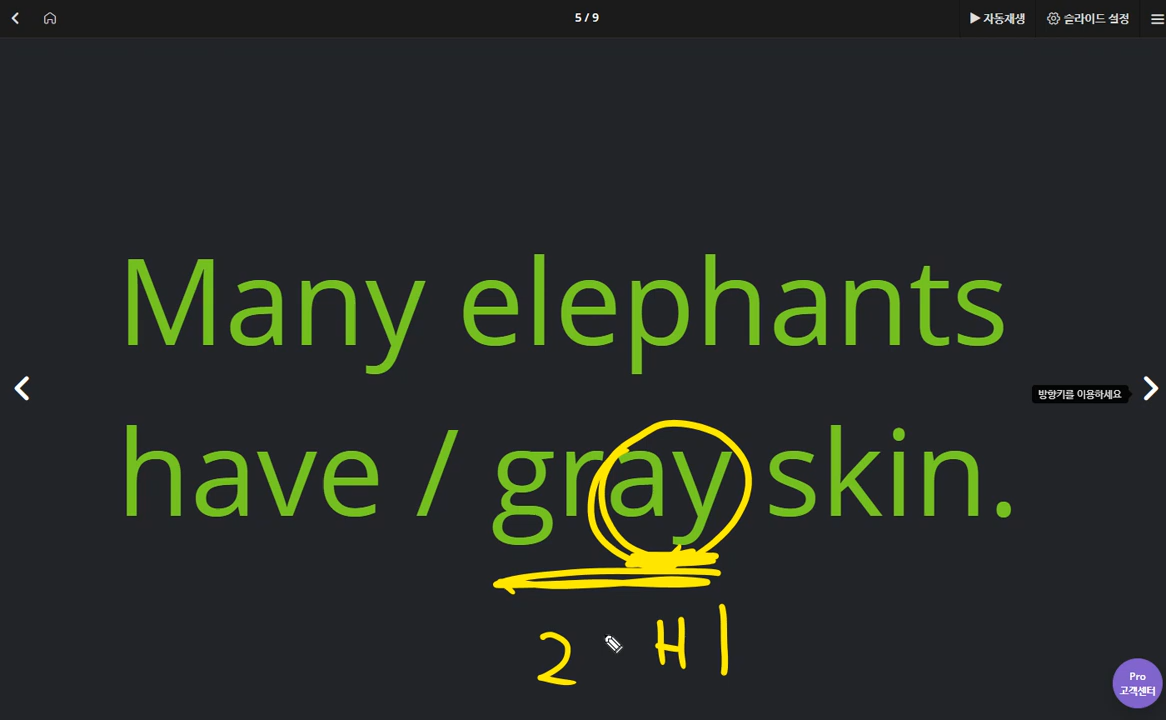 5 / 9
▶ 자동재생
슬라이드 설정
Many elephants
방향키를 이용하세요
have / gray skin.
2 ㅐㅣ
Pro
고객센터